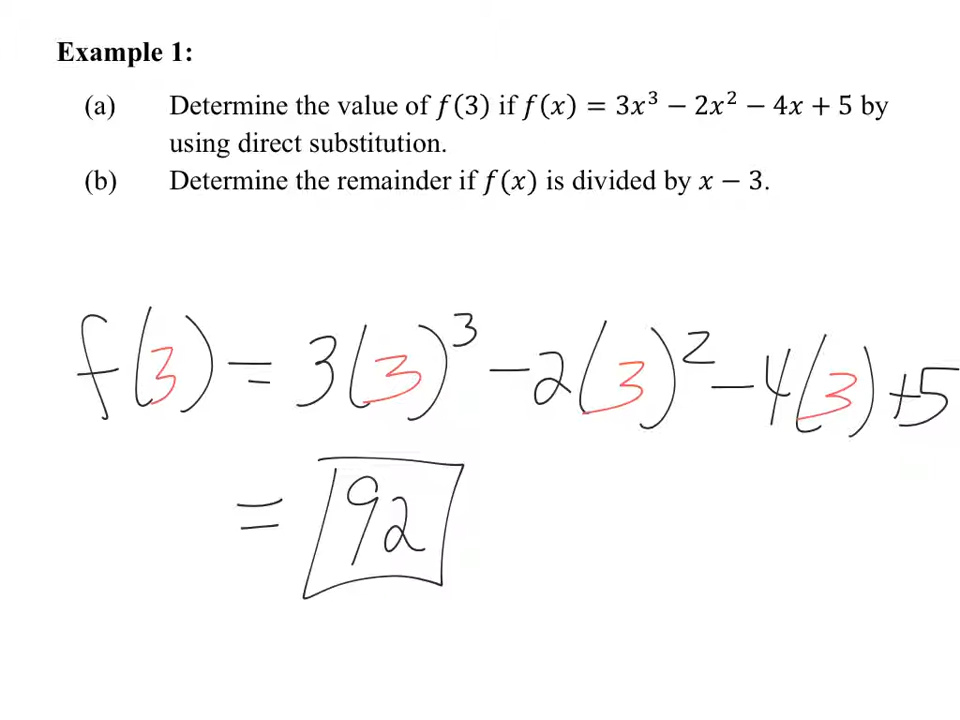 Example 1:
(a) Determine the value of f(3) if f(x) = 3x³ − 2x² − 4x + 5 by
using direct substitution.
(b) Determine the remainder if f(x) is divided by x − 3.
f(3) = 3(3)³ − 2(3)² − 4(3) + 5
= 92